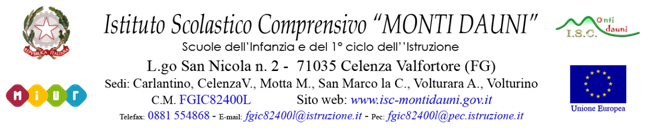 Istituto Scolastico Comprensivo "MONTI DAUNI"
Scuole dell'Infanzia e del 1° ciclo dell''Istruzione
L.go San Nicola n. 2 - 71035 Celenza Valfortore (FG)
Sedi: Carlantino, CelenzaV., Motta M., San Marco la C., Volturara A., Volturino
C.M. FGIC82400L Sito web: www.isc-montidauni.gov.it
Telefax: 0881 554868 - E-mail: fgic82400l@istruzione.it - Pec: fgic82400l@pec.istruzione.it
Monti
dauni
I.S.C.
MIUR
Unione Europea